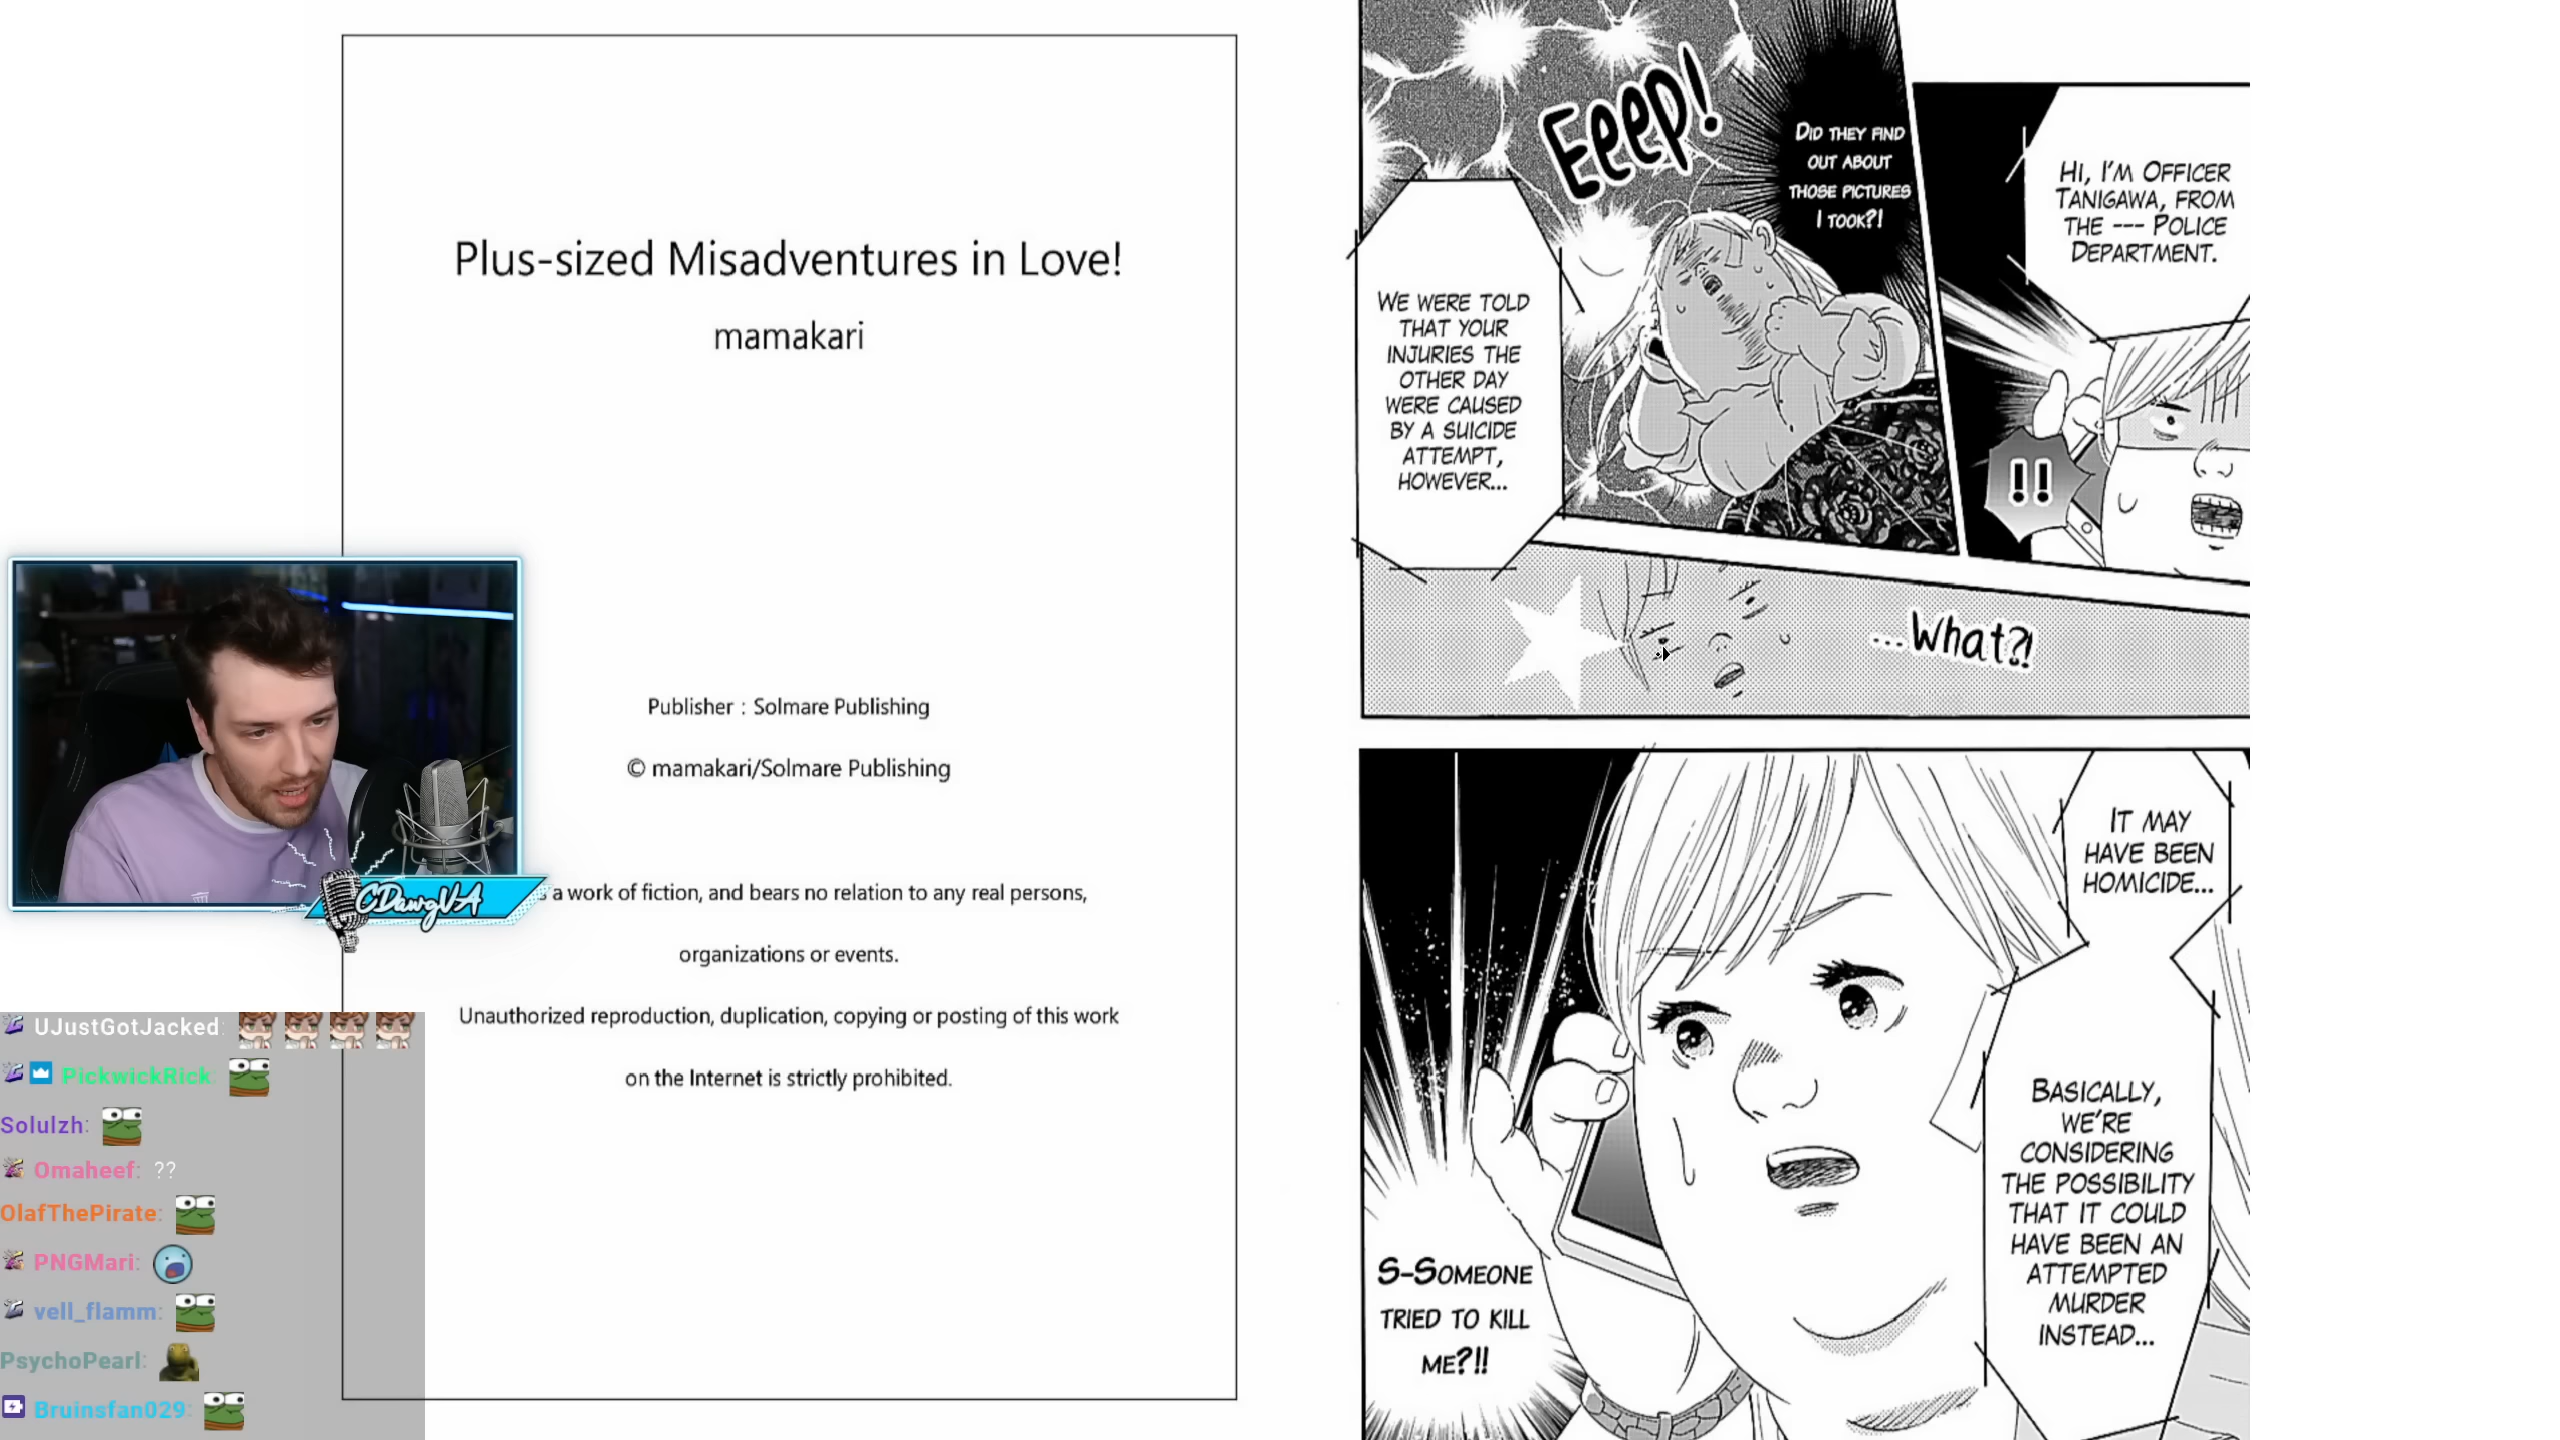 Plus-sized Misadventures in Love!
mamakari
Publisher : Solmare Publishing
© mamakari/Solmare Publishing
a work of fiction, and bears no relation to any real persons,
organizations or events.
Unauthorized reproduction, duplication, copying or posting of this work
on the Internet is strictly prohibited.
CDawgVA
UJustGotJacked:
PickwickRick:
Solulzh:
Omaheef: ??
OlafThePirate:
PNGMari:
vell_flamm:
PsychoPearl:
Bruinsfan029:
HI, I'M OFFICER
TANIGAWA, FROM
THE --- POLICE
DEPARTMENT.
!!
DID THEY FIND
OUT ABOUT
THOSE PICTURES
I TOOK?!
Eeep!
WE WERE TOLD
THAT YOUR
INJURIES THE
OTHER DAY
WERE CAUSED
BY A SUICIDE
ATTEMPT,
HOWEVER...
...What?!
IT MAY
HAVE BEEN
HOMICIDE...
BASICALLY,
WE'RE
CONSIDERING
THE POSSIBILITY
THAT IT COULD
HAVE BEEN AN
ATTEMPTED
MURDER
INSTEAD...
S-SOMEONE
TRIED TO KILL
ME?!!